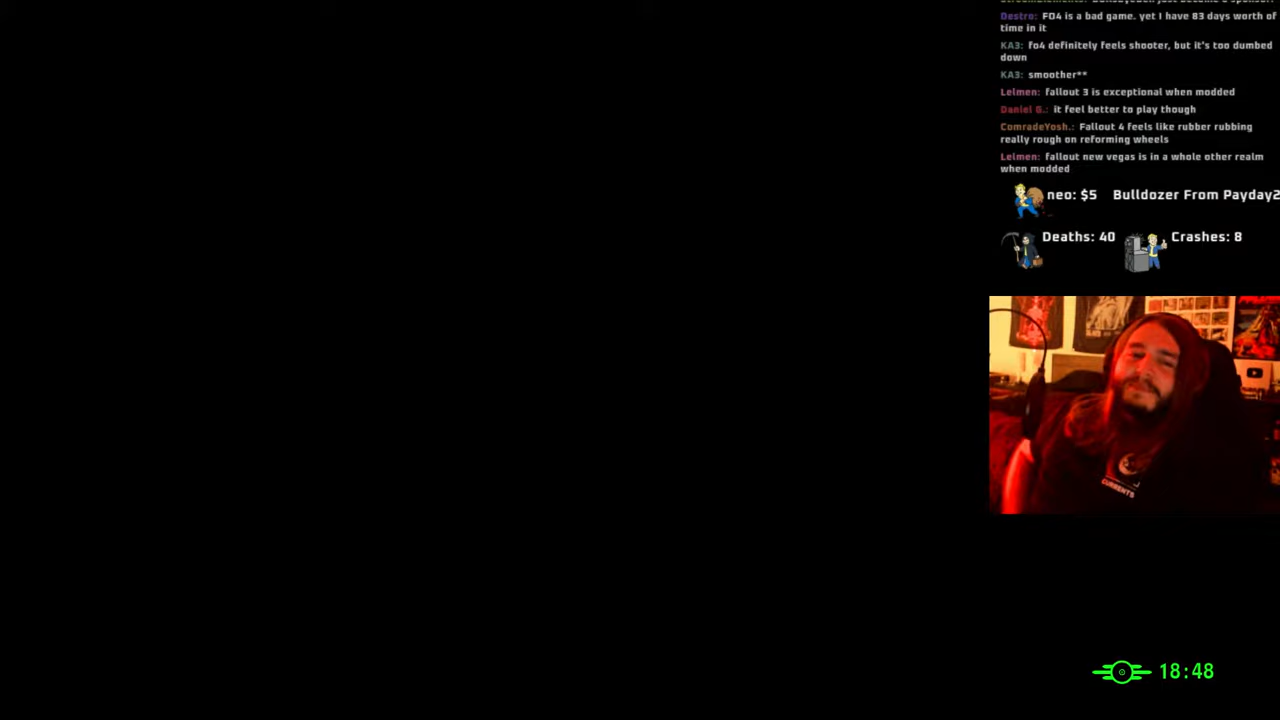 Destro: FO4 is a bad game. yet I have 83 days worth of
time in it
KA3: fo4 definitely feels shooter, but it's too dumbed
down
KA3: smoother**
Lelmen: fallout 3 is exceptional when modded
Daniel G.: it feel better to play though
ComradeYosh.: Fallout 4 feels like rubber rubbing
really rough on reforming wheels
Lelmen: fallout new vegas is in a whole other realm
when modded
neo: $5 Bulldozer From Payday2
Deaths: 40 Crashes: 8
CURRENTS
18:48